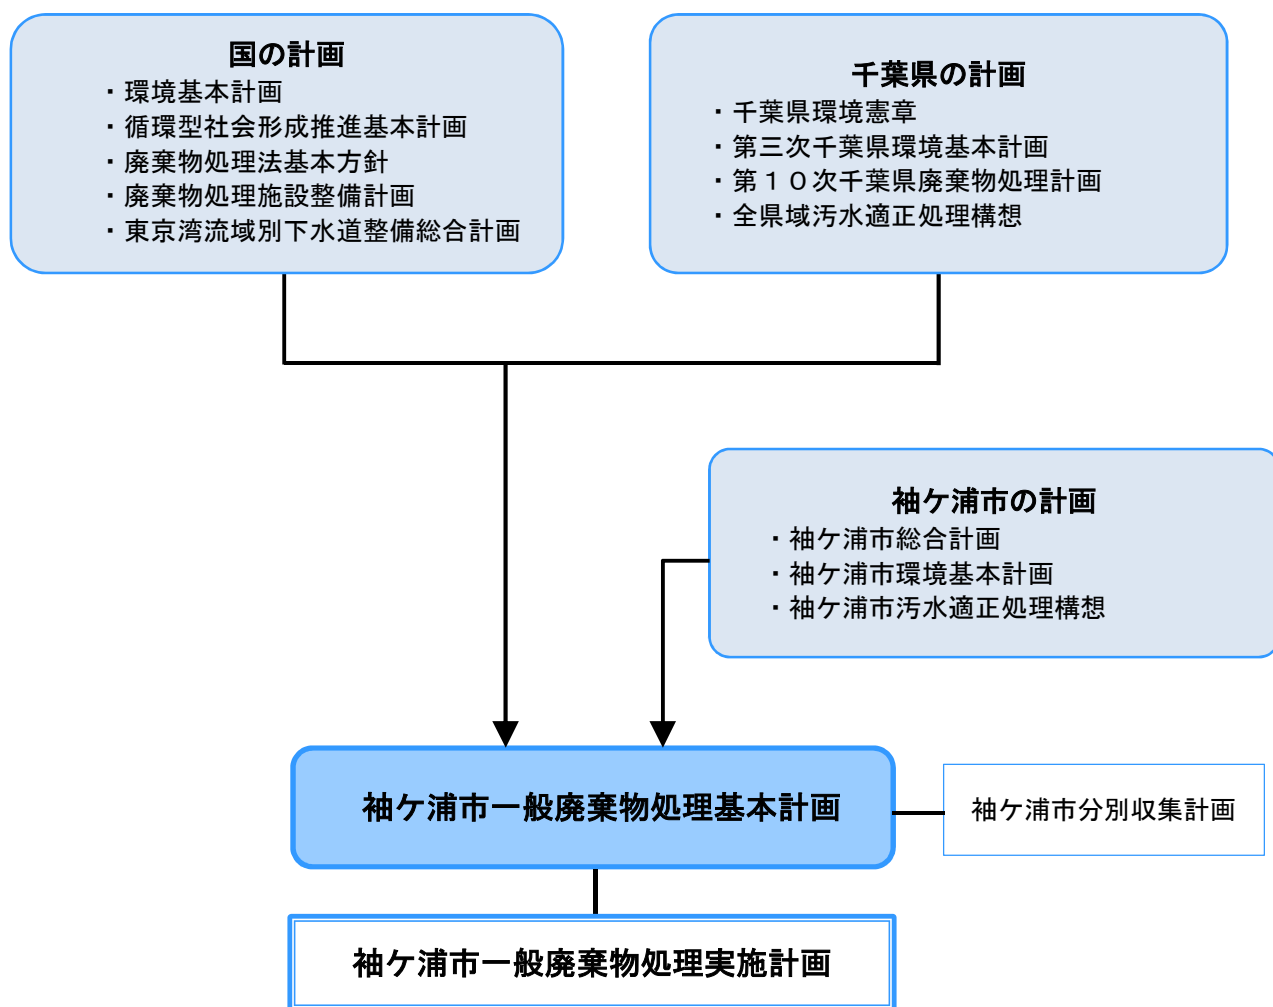 国の計画
・環境基本計画
・循環型社会形成推進基本計画
・廃棄物処理法基本方針
・廃棄物処理施設整備計画
・東京湾流域別下水道整備総合計画
千葉県の計画
・千葉県環境憲章
・第三次千葉県環境基本計画
・第１０次千葉県廃棄物処理計画
・全県域汚水適正処理構想
袖ケ浦市の計画
・袖ケ浦市総合計画
・袖ケ浦市環境基本計画
・袖ケ浦市汚水適正処理構想
袖ケ浦市一般廃棄物処理基本計画
袖ケ浦市分別収集計画
袖ケ浦市一般廃棄物処理実施計画